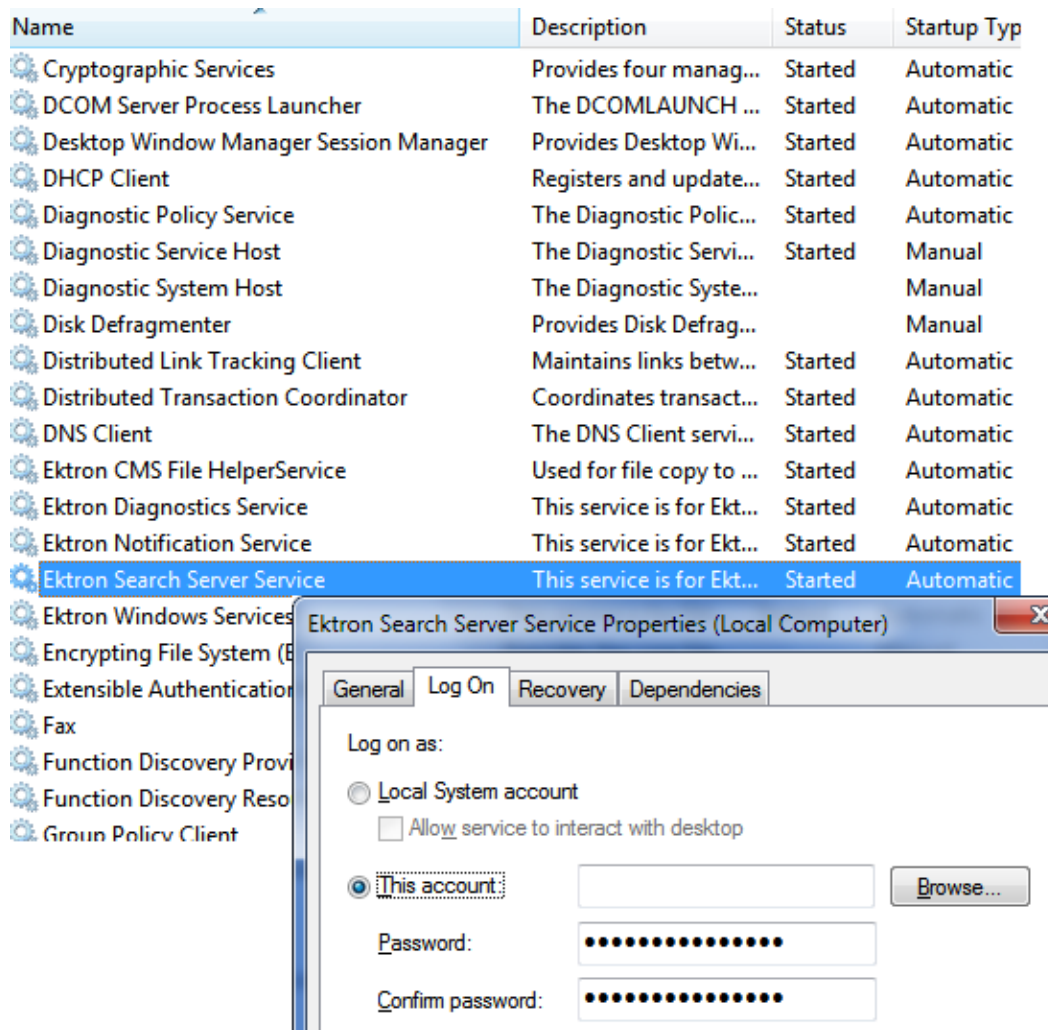 Name Description Status Startup Typ
Cryptographic Services Provides four manag... Started Automatic
DCOM Server Process Launcher The DCOMLAUNCH ... Started Automatic
Desktop Window Manager Session Manager Provides Desktop Wi... Started Automatic
DHCP Client Registers and update... Started Automatic
Diagnostic Policy Service The Diagnostic Polic... Started Automatic
Diagnostic Service Host The Diagnostic Servi... Started Manual
Diagnostic System Host The Diagnostic Syste... Manual
Disk Defragmenter Provides Disk Defrag... Manual
Distributed Link Tracking Client Maintains links betw... Started Automatic
Distributed Transaction Coordinator Coordinates transact... Started Automatic
DNS Client The DNS Client servi... Started Automatic
Ektron CMS File HelperService Used for file copy to ... Started Automatic
Ektron Diagnostics Service This service is for Ekt... Started Automatic
Ektron Notification Service This service is for Ekt... Started Automatic
Ektron Search Server Service This service is for Ekt... Started Automatic
Ektron Windows Services
Ektron Search Server Service Properties (Local Computer)
Encrypting File System (E
Extensible Authentication
Fax
Function Discovery Provi
Function Discovery Reso
Group Policy Client
General Log On Recovery Dependencies
Log on as:
Local System account
Allow service to interact with desktop
This account: Browse...
Password: •••••••••••••••
Confirm password: •••••••••••••••